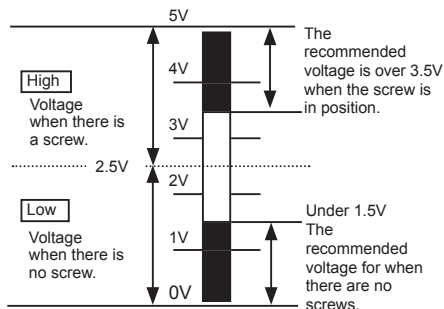 5V
The
recommended
voltage is over 3.5V
when the screw is
in position.
4V
High
Voltage
when there is
a screw.
3V
2.5V
2V
Low
Under 1.5V
The
recommended
voltage for when
there are no
screws.
Voltage
when there is
no screw.
1V
0V